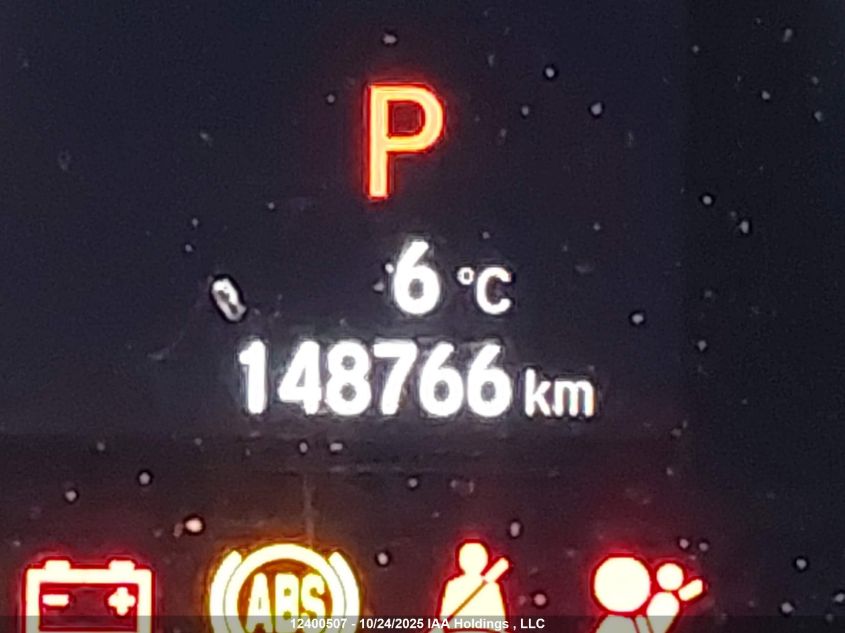 P
6 °C
148766 km
ABS
12400507 - 10/24/2025 IAA Holdings , LLC